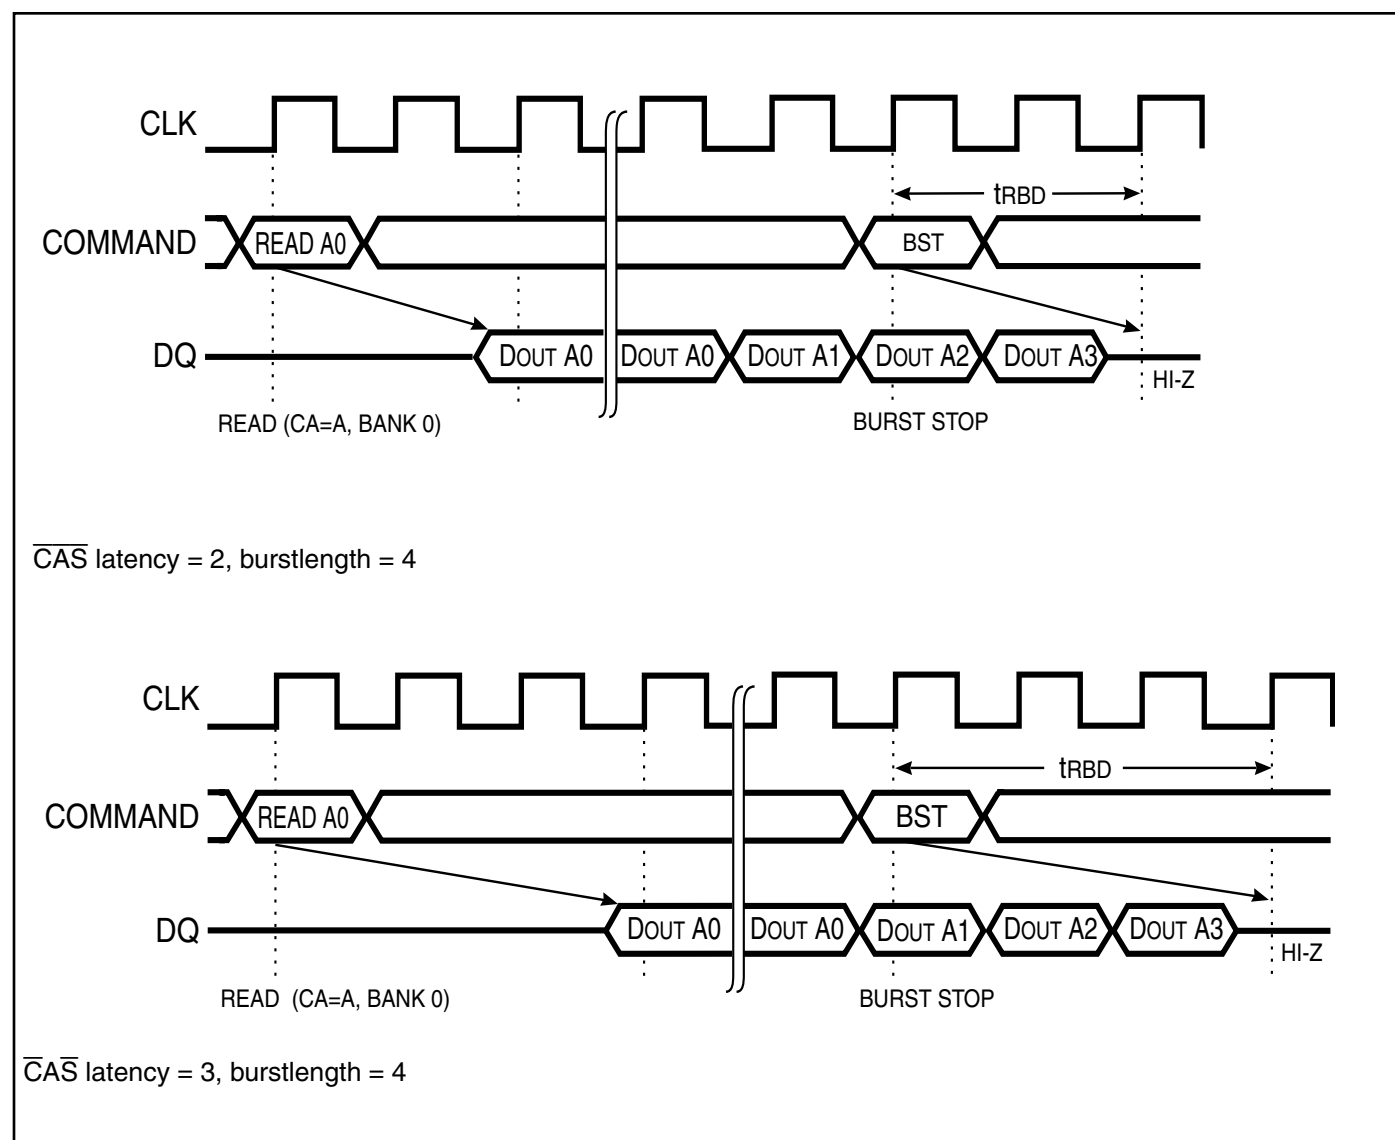 CLK
tRBD
COMMAND READ A0 BST
DQ DOUT A0 DOUT A0 DOUT A1 DOUT A2 DOUT A3
HI-Z
READ (CA=A, BANK 0) BURST STOP
CAS latency = 2, burstlength = 4
CLK
tRBD
COMMAND READ A0 BST
DQ DOUT A0 DOUT A0 DOUT A1 DOUT A2 DOUT A3
HI-Z
READ (CA=A, BANK 0) BURST STOP
CAS latency = 3, burstlength = 4